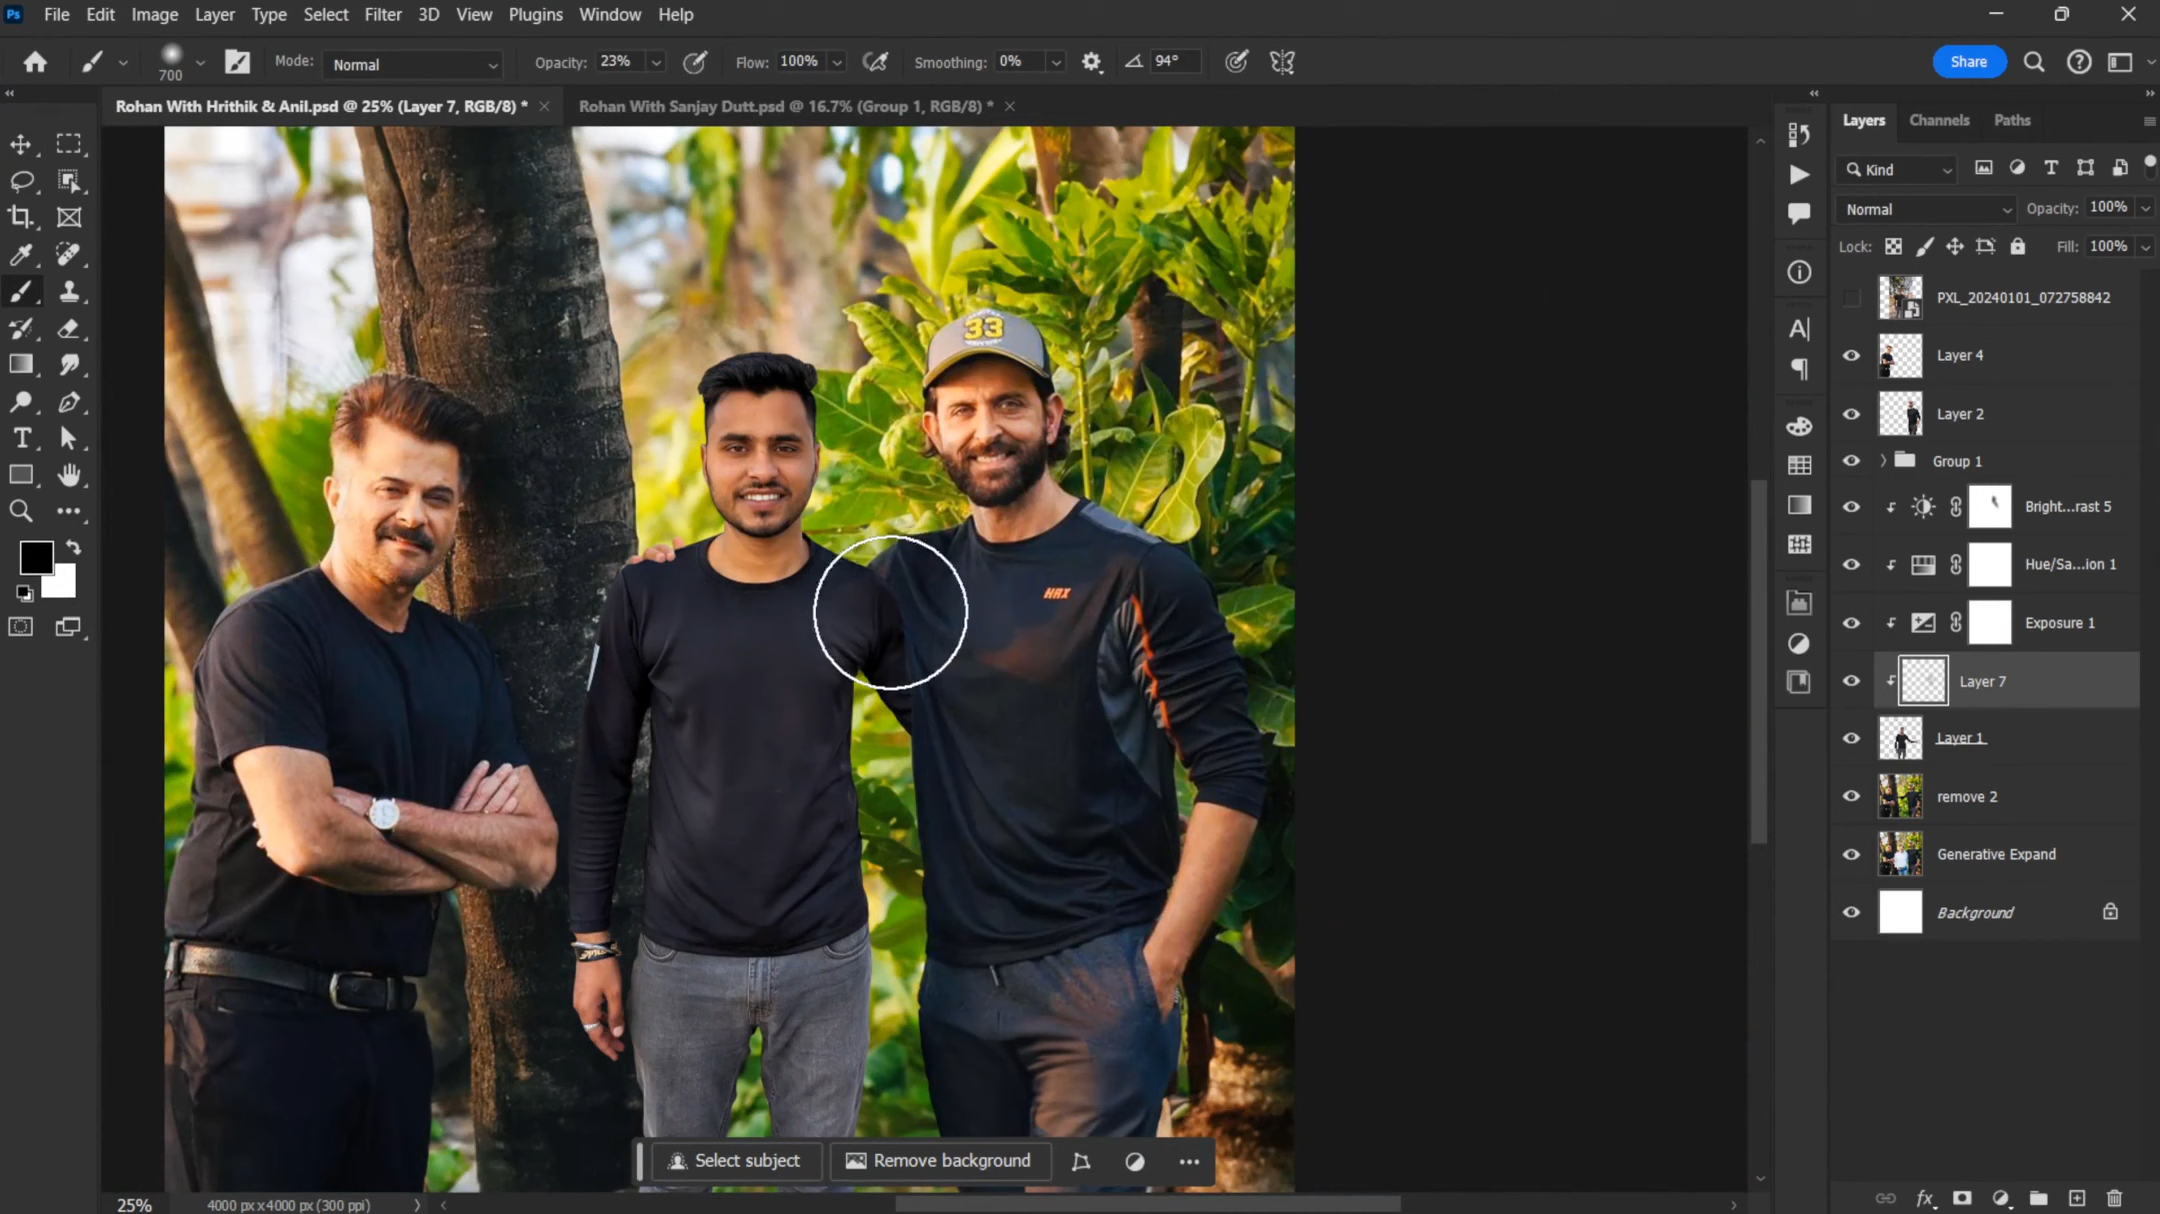 Ps File Edit Image Layer Type Select Filter 3D View Plugins Window Help
700 Mode: Normal Opacity: 23% Flow: 100% Smoothing: 0% 94° Share
Rohan With Hrithik & Anil.psd @ 25% (Layer 7, RGB/8) * Rohan With Sanjay Dutt.psd @ 16.7% (Group 1, RGB/8) *
Layers Channels Paths
Kind
Normal Opacity: 100%
Lock: Fill: 100%
PXL_20240101_072758842
Layer 4
Layer 2
Group 1
Bright...rast 5
Hue/Sa...ion 1
Exposure 1
Layer 7
Layer 1
remove 2
Generative Expand
Background
33
HRX
Select subject Remove background
25% 4000 px x 4000 px (300 ppi)
fx